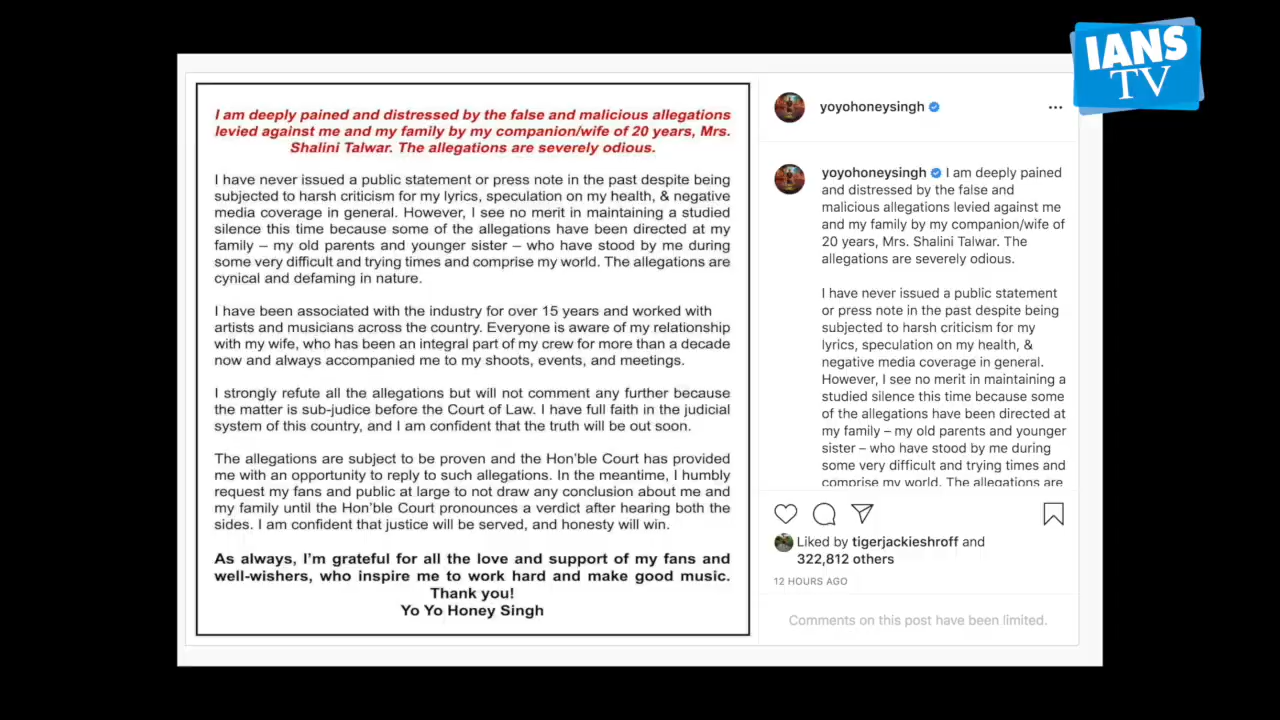 IANS
TV
I am deeply pained and distressed by the false and malicious allegations
levied against me and my family by my companion/wife of 20 years, Mrs.
Shalini Talwar. The allegations are severely odious.
I have never issued a public statement or press note in the past despite being
subjected to harsh criticism for my lyrics, speculation on my health, & negative
media coverage in general. However, I see no merit in maintaining a studied
silence this time because some of the allegations have been directed at my
family – my old parents and younger sister – who have stood by me during
some very difficult and trying times and comprise my world. The allegations are
cynical and defaming in nature.
I have been associated with the industry for over 15 years and worked with
artists and musicians across the country. Everyone is aware of my relationship
with my wife, who has been an integral part of my crew for more than a decade
now and always accompanied me to my shoots, events, and meetings.
I strongly refute all the allegations but will not comment any further because
the matter is sub-judice before the Court of Law. I have full faith in the judicial
system of this country, and I am confident that the truth will be out soon.
The allegations are subject to be proven and the Hon'ble Court has provided
me with an opportunity to reply to such allegations. In the meantime, I humbly
request my fans and public at large to not draw any conclusion about me and
my family until the Hon'ble Court pronounces a verdict after hearing both the
sides. I am confident that justice will be served, and honesty will win.
As always, I'm grateful for all the love and support of my fans and
well-wishers, who inspire me to work hard and make good music.
Thank you!
Yo Yo Honey Singh
yoyohoneysingh
yoyohoneysingh I am deeply pained
and distressed by the false and
malicious allegations levied against me
and my family by my companion/wife of
20 years, Mrs. Shalini Talwar. The
allegations are severely odious.
I have never issued a public statement
or press note in the past despite being
subjected to harsh criticism for my
lyrics, speculation on my health, &
negative media coverage in general.
However, I see no merit in maintaining a
studied silence this time because some
of the allegations have been directed at
my family – my old parents and younger
sister – who have stood by me during
some very difficult and trying times and
comprise my world. The allegations are
Liked by tigerjackieshroff and
322,812 others
12 HOURS AGO
Comments on this post have been limited.